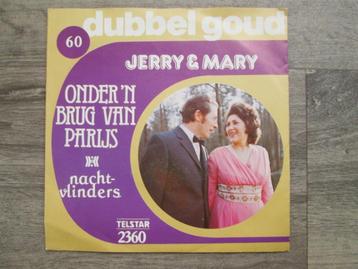 dubbel goud
60
JERRY & MARY
ONDER 'N
BRUG VAN
PARIJS
nacht-
vlinders
TELSTAR
2360